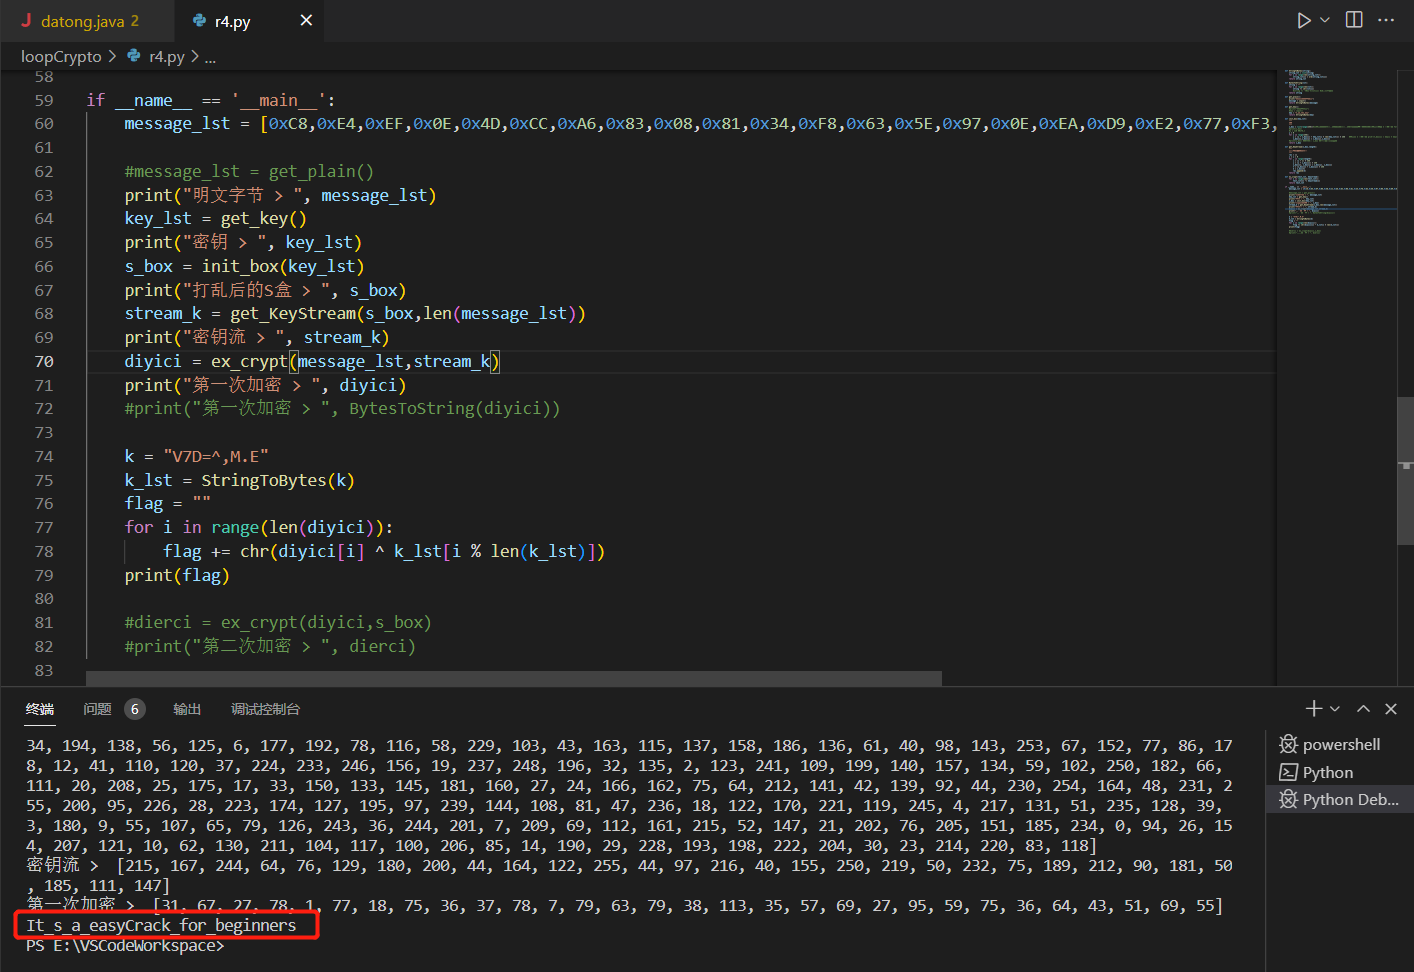 datong.java 2
r4.py
loopCrypto > r4.py > ...
58
59 if __name__ == '__main__':
60 message_lst = [0xC8,0xE4,0xEF,0x0E,0x4D,0xCC,0xA6,0x83,0x08,0x81,0x34,0xF8,0x63,0x5E,0x97,0x0E,0xEA,0xD9,0xE2,0x77,0xF3,
61
62 #message_lst = get_plain()
63 print("明文字节 > ", message_lst)
64 key_lst = get_key()
65 print("密钥 > ", key_lst)
66 s_box = init_box(key_lst)
67 print("打乱后的S盒 > ", s_box)
68 stream_k = get_KeyStream(s_box,len(message_lst))
69 print("密钥流 > ", stream_k)
70 diyici = ex_crypt(message_lst,stream_k)
71 print("第一次加密 > ", diyici)
72 #print("第一次加密 > ", BytesToString(diyici))
73
74 k = "V7D=^,M.E"
75 k_lst = StringToBytes(k)
76 flag = ""
77 for i in range(len(diyici)):
78 flag += chr(diyici[i] ^ k_lst[i % len(k_lst)])
79 print(flag)
80
81 #dierci = ex_crypt(diyici,s_box)
82 #print("第二次加密 > ", dierci)
83
终端 问题 6 输出 调试控制台
34, 194, 138, 56, 125, 6, 177, 192, 78, 116, 58, 229, 103, 43, 163, 115, 137, 158, 186, 136, 61, 40, 98, 143, 253, 67, 152, 77, 86, 17
8, 12, 41, 110, 120, 37, 224, 233, 246, 156, 19, 237, 248, 196, 32, 135, 2, 123, 241, 109, 199, 140, 157, 134, 59, 102, 250, 182, 66,
111, 20, 208, 25, 175, 17, 33, 150, 133, 145, 181, 160, 27, 24, 166, 162, 75, 64, 212, 141, 42, 139, 92, 44, 230, 254, 164, 48, 231, 2
55, 200, 95, 226, 28, 223, 174, 127, 195, 97, 239, 144, 108, 81, 47, 236, 18, 122, 170, 221, 119, 245, 4, 217, 131, 51, 235, 128, 39,
3, 180, 9, 55, 107, 65, 79, 126, 243, 36, 244, 201, 7, 209, 69, 112, 161, 215, 52, 147, 21, 202, 76, 205, 151, 185, 234, 0, 94, 26, 15
4, 207, 121, 10, 62, 130, 211, 104, 117, 100, 206, 85, 14, 190, 29, 228, 193, 198, 222, 204, 30, 23, 214, 220, 83, 118]
密钥流 > [215, 167, 244, 64, 76, 129, 180, 200, 44, 164, 122, 255, 44, 97, 216, 40, 155, 250, 219, 50, 232, 75, 189, 212, 90, 181, 50
, 185, 111, 147]
第一次加密 > [31, 67, 27, 78, 1, 77, 18, 75, 36, 37, 78, 7, 79, 63, 79, 38, 113, 35, 57, 69, 27, 95, 59, 75, 36, 64, 43, 51, 69, 55]
It_s_a_easyCrack_for_beginners
PS E:\VSCodeWorkspace>
powershell
Python
Python Deb...